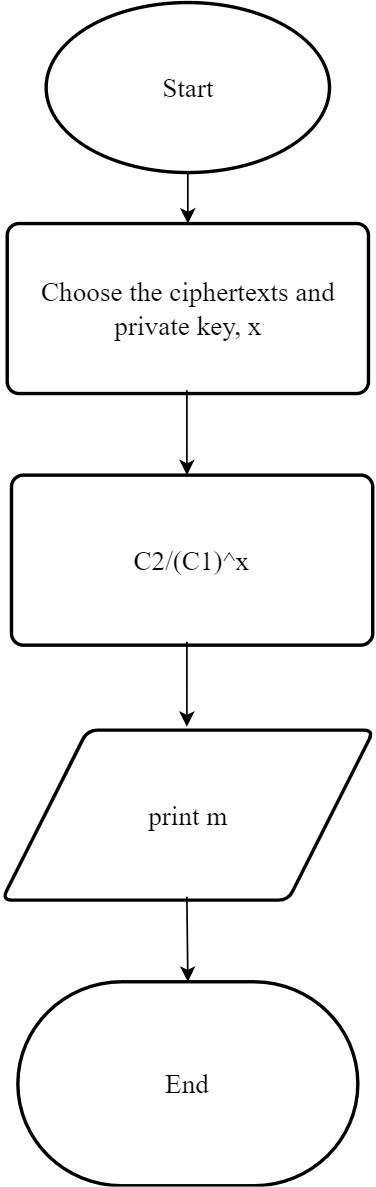 Start
Choose the ciphertexts and
private key, x
C2/(C1)^x
print m
End